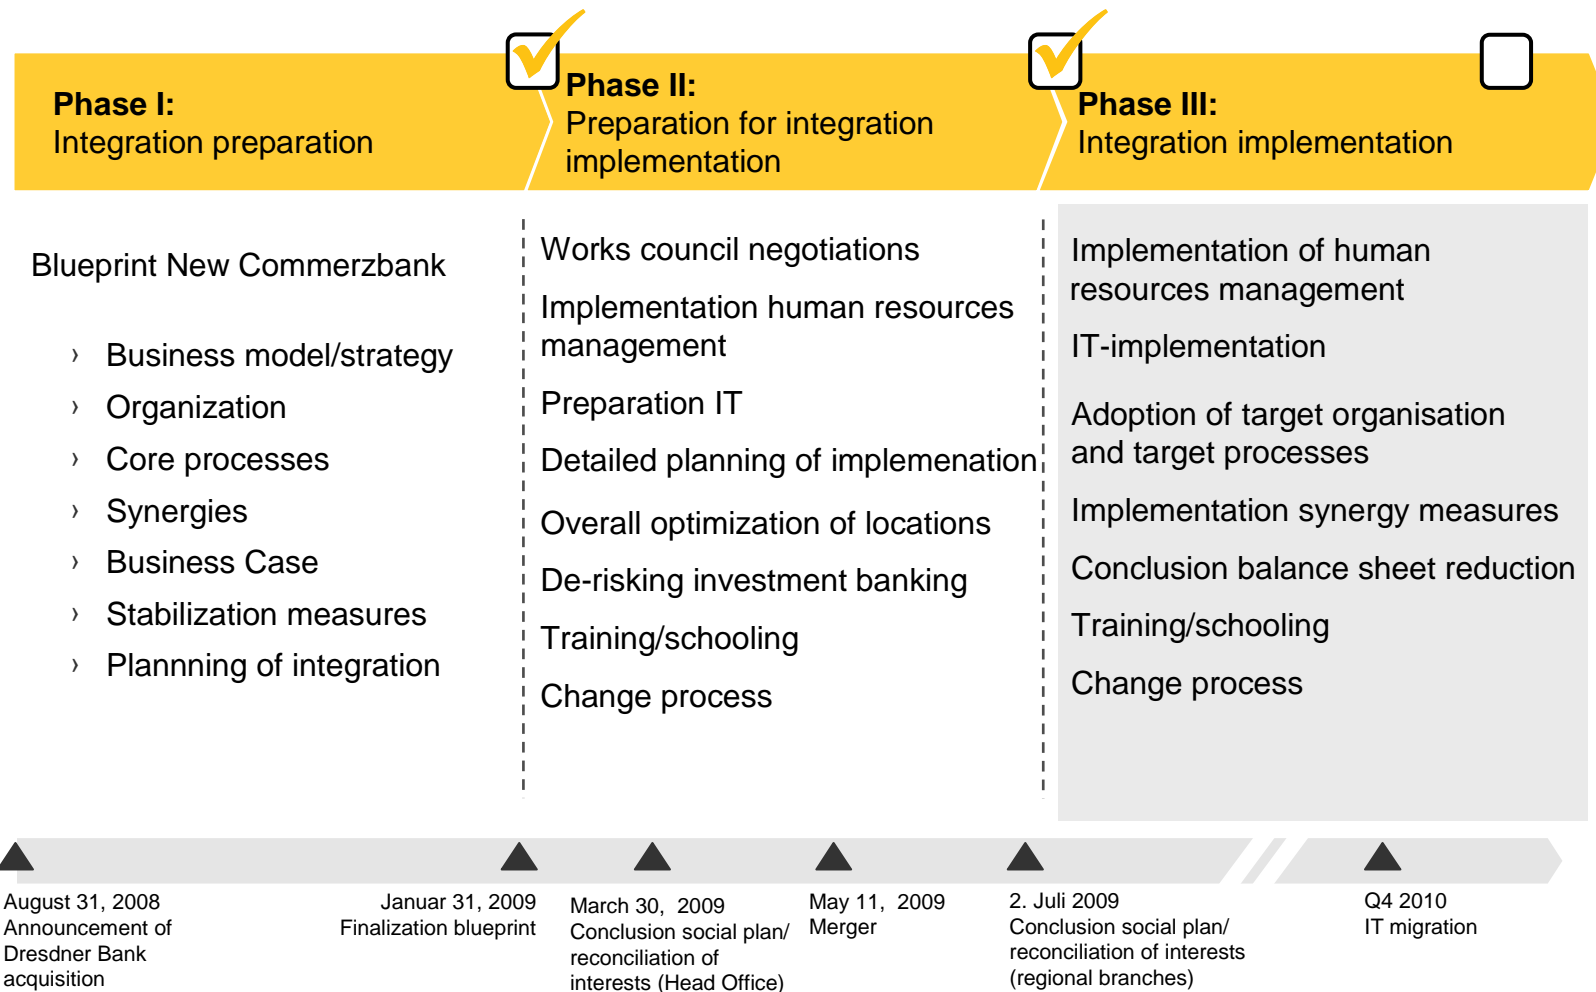 Phase I:
Integration preparation
Phase II:
Preparation for integration
implementation
Phase III:
Integration implementation
Blueprint New Commerzbank
› Business model/strategy
› Organization
› Core processes
› Synergies
› Business Case
› Stabilization measures
› Plannning of integration
Works council negotiations
Implementation human resources
management
Preparation IT
Detailed planning of implemenation
Overall optimization of locations
De-risking investment banking
Training/schooling
Change process
Implementation of human
resources management
IT-implementation
Adoption of target organisation
and target processes
Implementation synergy measures
Conclusion balance sheet reduction
Training/schooling
Change process
August 31, 2008
Announcement of
Dresdner Bank
acquisition
Januar 31, 2009
Finalization blueprint
March 30, 2009
Conclusion social plan/
reconciliation of
interests (Head Office)
May 11, 2009
Merger
2. Juli 2009
Conclusion social plan/
reconciliation of interests
(regional branches)
Q4 2010
IT migration